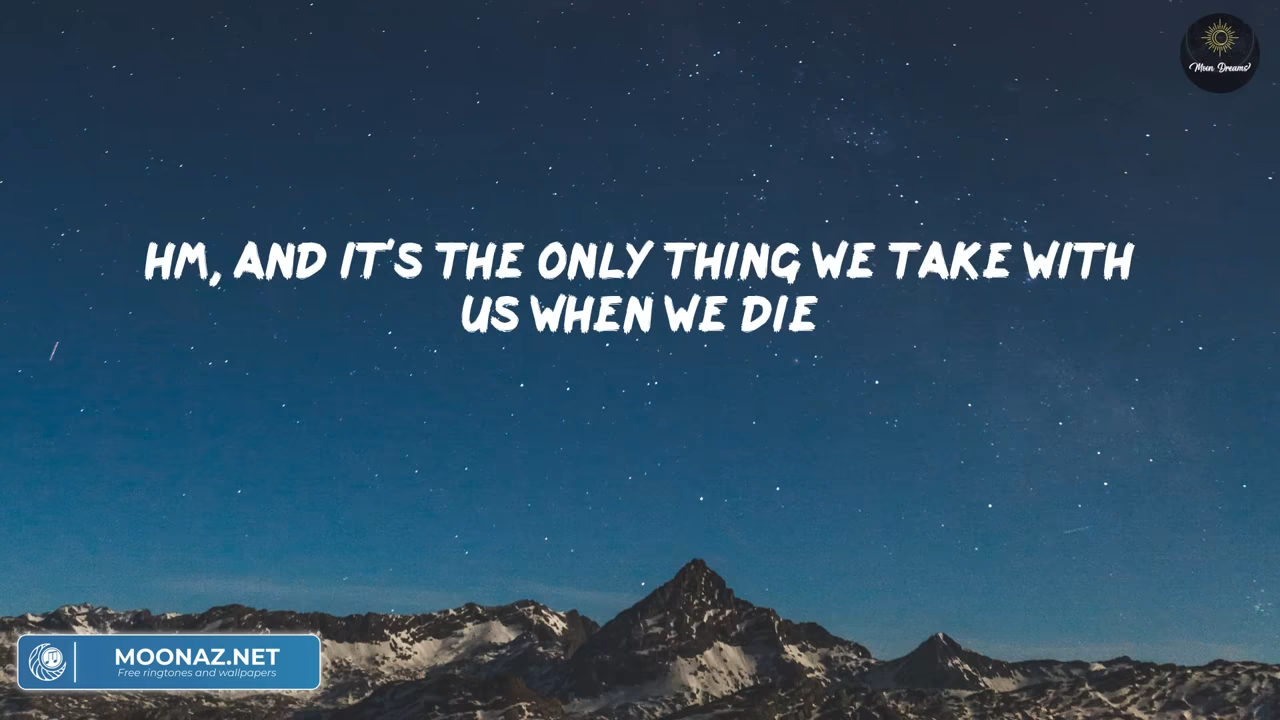 Moon Dreams
HM, AND IT'S THE ONLY THING WE TAKE WITH
US WHEN WE DIE
MOONAZ.NET
Free ringtones and wallpapers